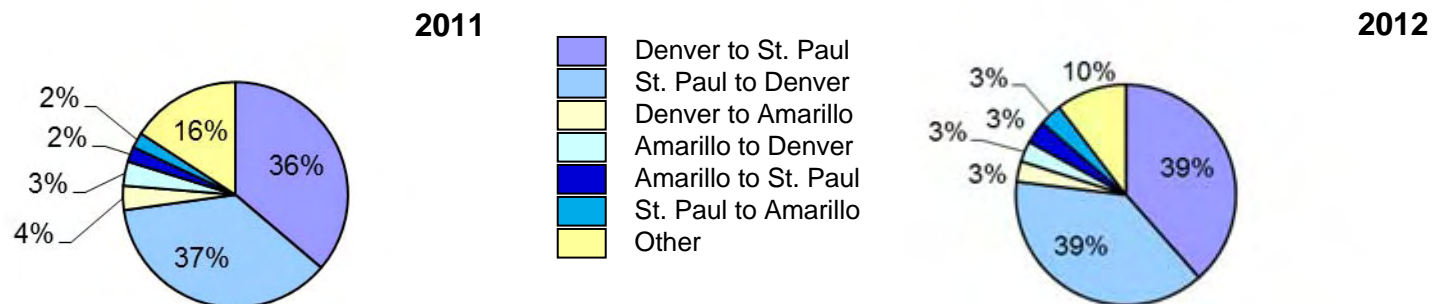 2011
2%
2%
3%
4%
16%
36%
37%
Denver to St. Paul
St. Paul to Denver
Denver to Amarillo
Amarillo to Denver
Amarillo to St. Paul
St. Paul to Amarillo
Other
2012
3%
10%
3%
3%
3%
39%
39%